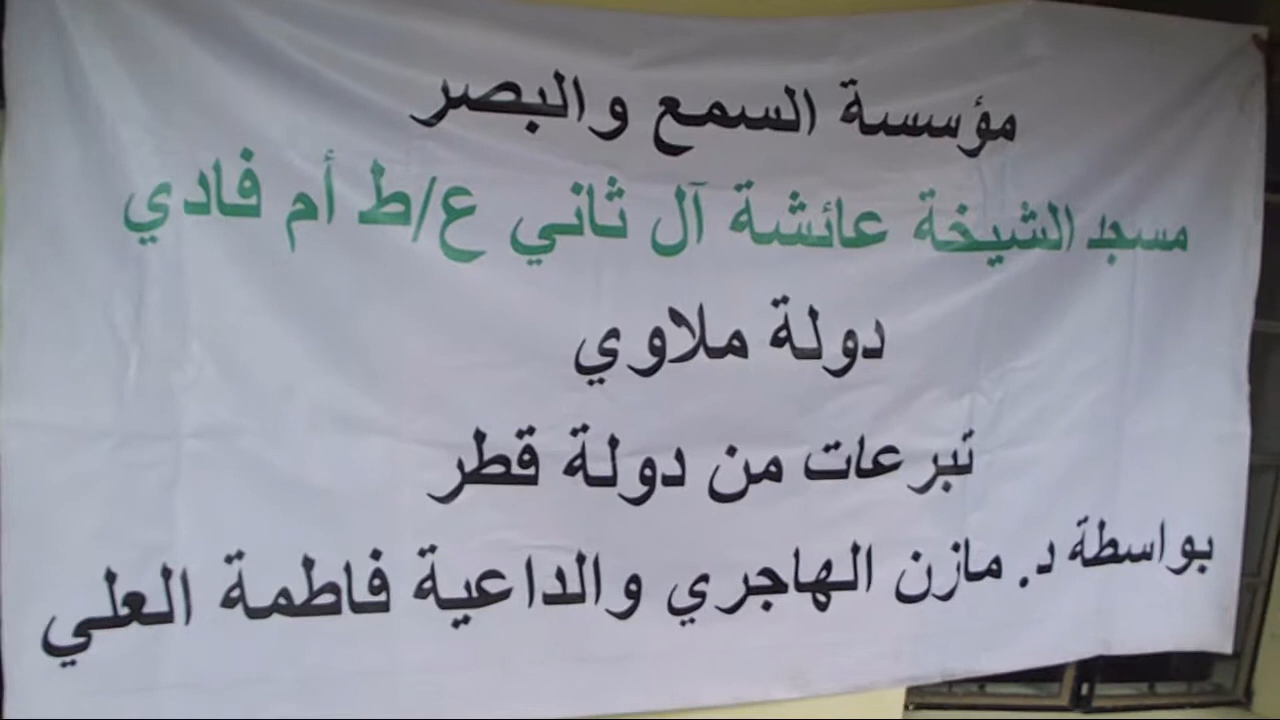 مؤسسة السمع والبصر
مسجد الشيخة عائشة آل ثاني ع/ط أم فادي
دولة ملاوي
تبرعات من دولة قطر
بواسطة د. مازن الهاجري والداعية فاطمة العلي